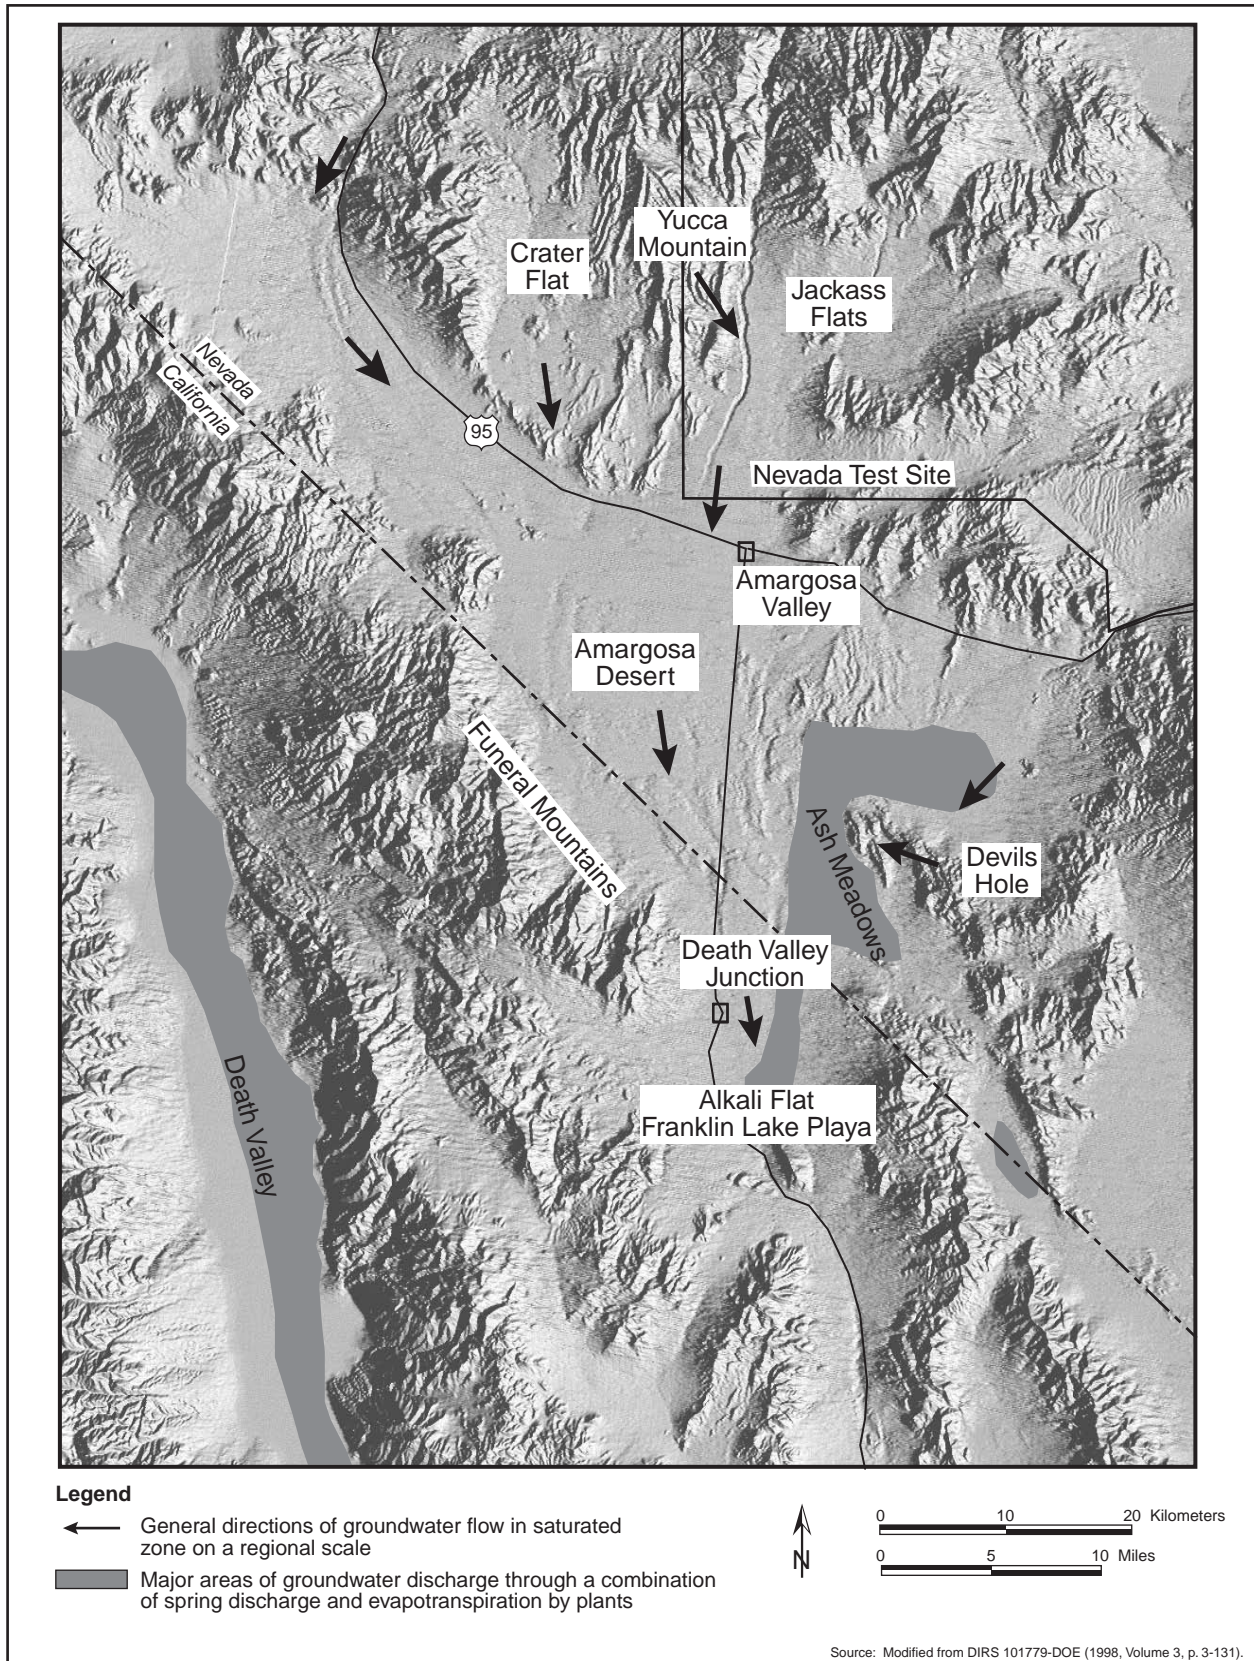 Yucca
Mountain
Crater
Flat
Jackass
Flats
Nevada
California
95
Nevada Test Site
Amargosa
Valley
Amargosa
Desert
Funeral Mountains
Ash Meadows
Devils
Hole
Death Valley
Junction
Death Valley
Alkali Flat
Franklin Lake Playa
Legend
General directions of groundwater flow in saturated
zone on a regional scale
Major areas of groundwater discharge through a combination
of spring discharge and evapotranspiration by plants
N
0 10 20 Kilometers
0 5 10 Miles
Source: Modified from DIRS 101779-DOE (1998, Volume 3, p. 3-131).